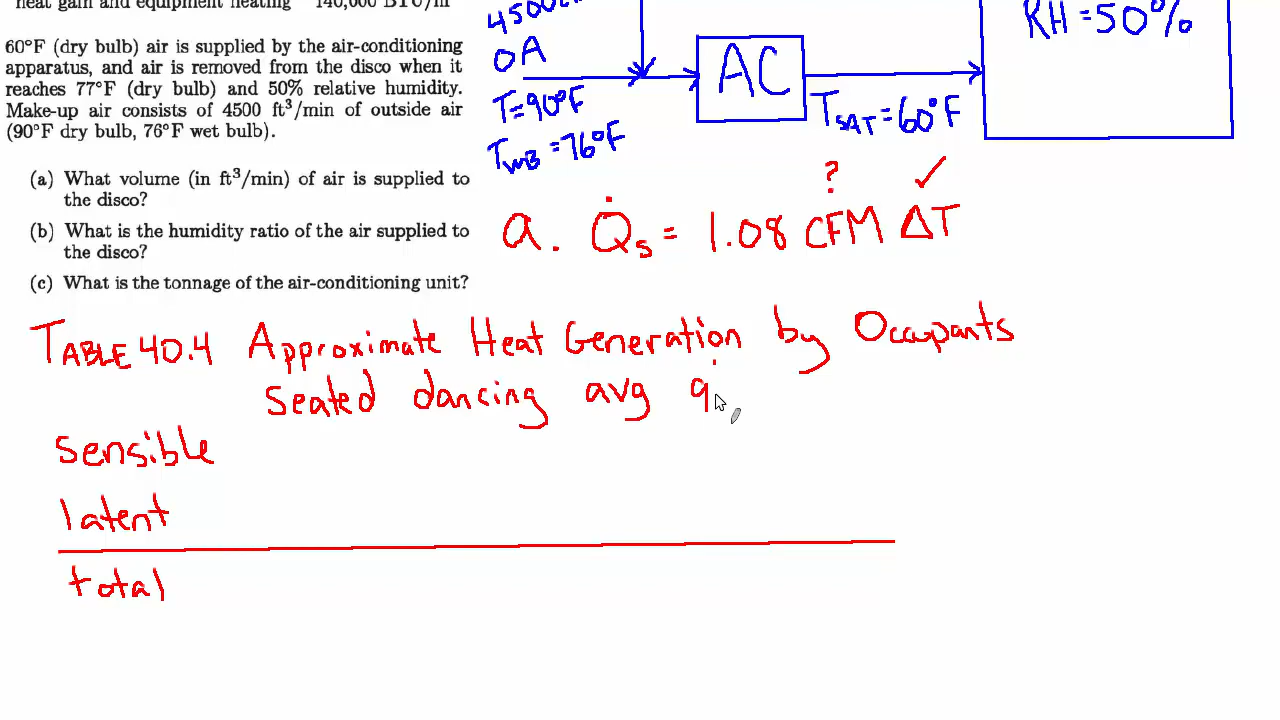 heat gain and equipment heating 140,000 BTU/hr
60°F (dry bulb) air is supplied by the air-conditioning
apparatus, and air is removed from the disco when it
reaches 77°F (dry bulb) and 50% relative humidity.
Make-up air consists of 4500 ft³/min of outside air
(90°F dry bulb, 76°F wet bulb).
(a) What volume (in ft³/min) of air is supplied to
the disco?
(b) What is the humidity ratio of the air supplied to
the disco?
(c) What is the tonnage of the air-conditioning unit?
4500
OA
T=90°F
TWB=76°F
AC
TSAT=60°F
RH=50%
? ✓
a. Q̇s = 1.08 CFM ΔT
TABLE 40.4 Approximate Heat Generation by Occupants
Seated dancing avg q̇
sensible
latent
total